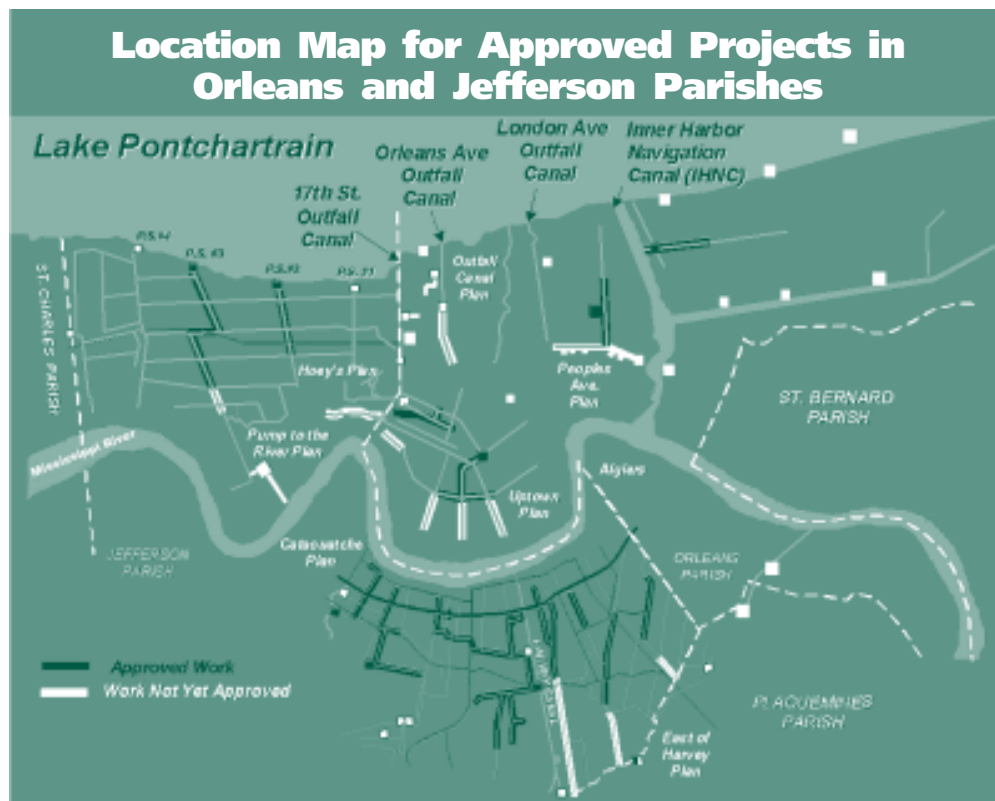 Location Map for Approved Projects in
Orleans and Jefferson Parishes
Lake Pontchartrain
Orleans Ave
Outfall
Canal
London Ave
Outfall
Canal
Inner Harbor
Navigation
Canal (IHNC)
17th St.
Outfall
Canal
P.S. #4
P.S. #3
P.S. #2
P.S. #1
Outfall
Canal
Plan
ST. CHARLES PARISH
Hoey's Plan
Peoples
Ave.
Plan
ST. BERNARD
PARISH
Mississippi River
Pump to the
River Plan
Algiers
Uptown
Plan
Cataouatche
Plan
JEFFERSON
PARISH
ORLEANS
PARISH
Approved Work
Work Not Yet Approved
PLAQUEMINES
PARISH
East of
Harvey
Plan